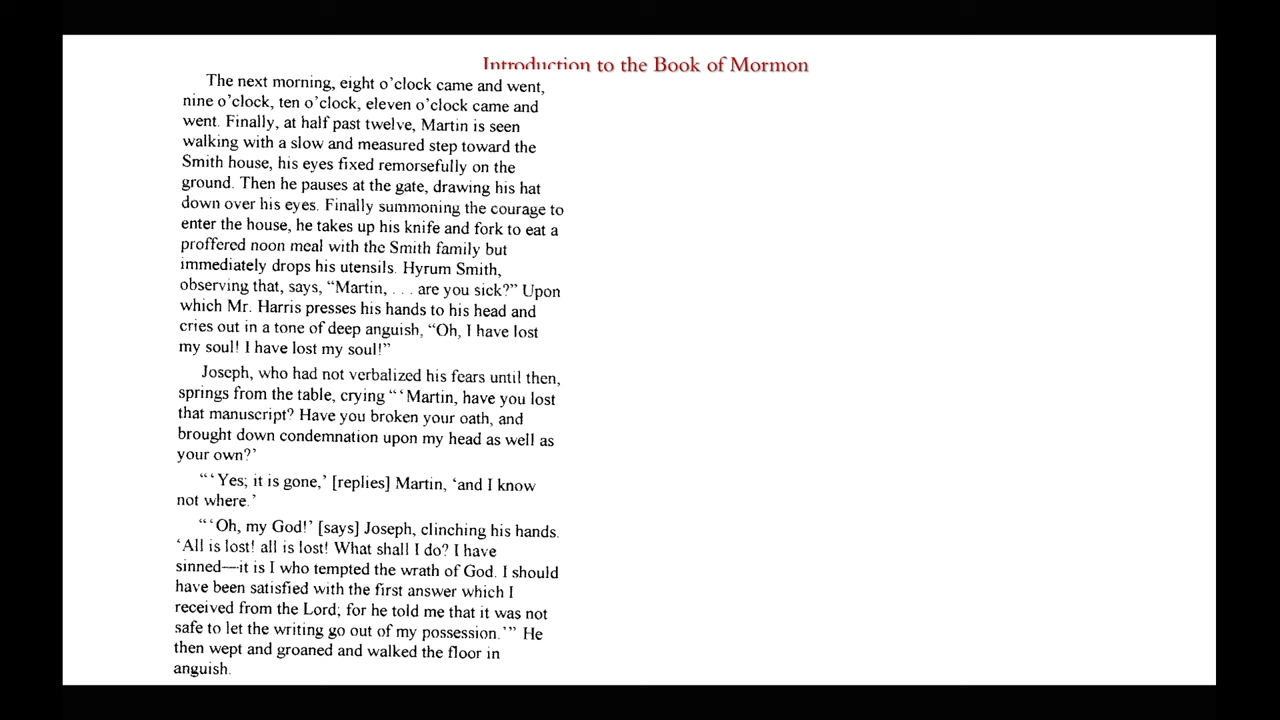 Introduction to the Book of Mormon
The next morning, eight o’clock came and went,
nine o’clock, ten o’clock, eleven o’clock came and
went. Finally, at half past twelve, Martin is seen
walking with a slow and measured step toward the
Smith house, his eyes fixed remorsefully on the
ground. Then he pauses at the gate, drawing his hat
down over his eyes. Finally summoning the courage to
enter the house, he takes up his knife and fork to eat a
proffered noon meal with the Smith family but
immediately drops his utensils. Hyrum Smith,
observing that, says, “Martin, . . . are you sick?” Upon
which Mr. Harris presses his hands to his head and
cries out in a tone of deep anguish, “Oh, I have lost
my soul! I have lost my soul!”
Joseph, who had not verbalized his fears until then,
springs from the table, crying “‘Martin, have you lost
that manuscript? Have you broken your oath, and
brought down condemnation upon my head as well as
your own?’
“‘Yes; it is gone,’ [replies] Martin, ‘and I know
not where.’
“‘Oh, my God!’ [says] Joseph, clinching his hands.
‘All is lost! all is lost! What shall I do? I have
sinned—it is I who tempted the wrath of God. I should
have been satisfied with the first answer which I
received from the Lord; for he told me that it was not
safe to let the writing go out of my possession.’” He
then wept and groaned and walked the floor in
anguish.